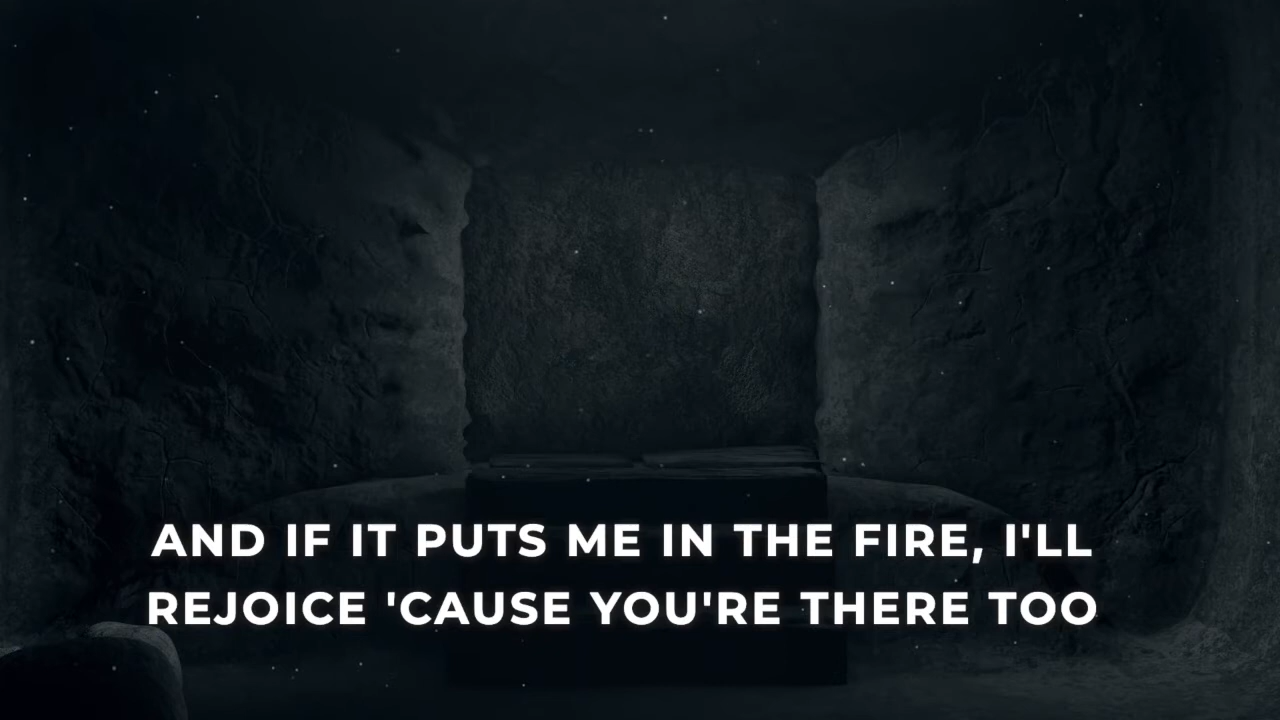 AND IF IT PUTS ME IN THE FIRE, I'LL
REJOICE 'CAUSE YOU'RE THERE TOO